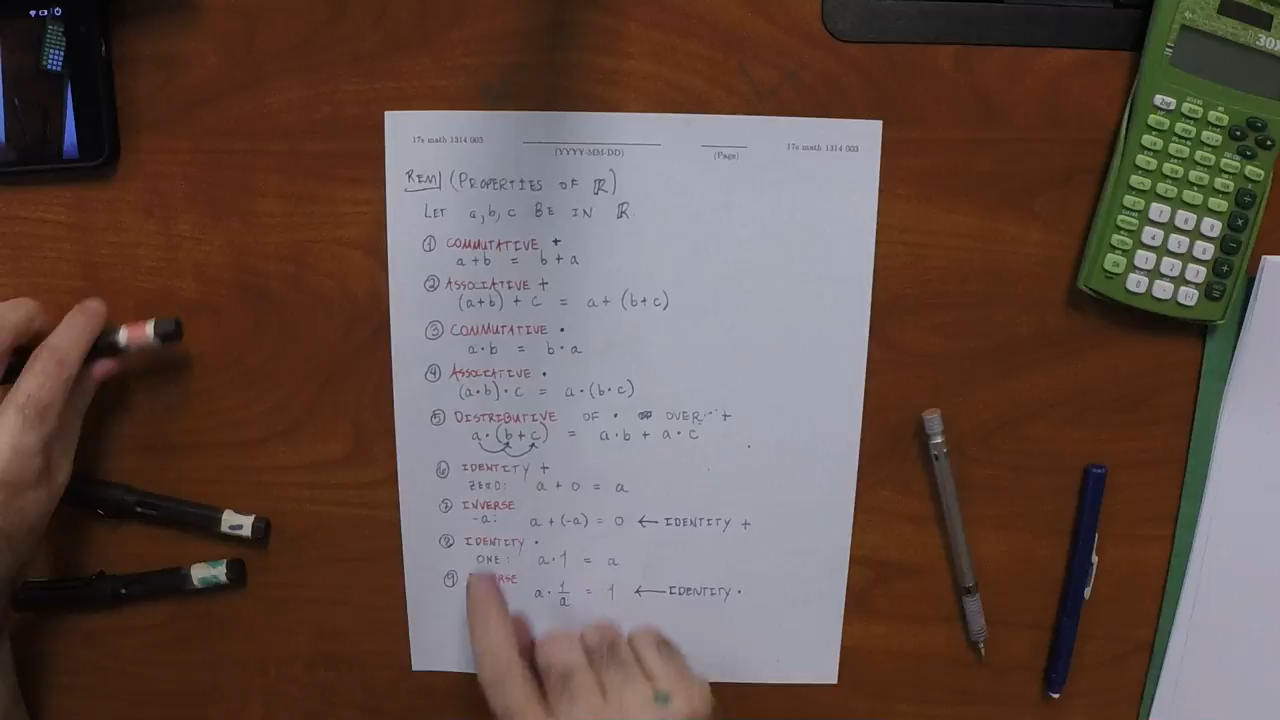 17s math 1314 003
(YYYY-MM-DD)
(Page)
17s math 1314 003
REM (PROPERTIES OF ℝ)
LET a, b, c BE IN ℝ.
① COMMUTATIVE +
a + b = b + a
② ASSOCIATIVE +
(a+b) + c = a + (b+c)
③ COMMUTATIVE •
a • b = b • a
④ ASSOCIATIVE •
(a•b)•c = a•(b•c)
⑤ DISTRIBUTIVE OF • OVER +
a•(b+c) = a•b + a•c
⑥ IDENTITY +
ZERO: a + 0 = a
⑦ INVERSE
-a: a + (-a) = 0 ← IDENTITY +
⑧ IDENTITY •
ONE: a•1 = a
⑨
a • 1/a = 1 ← IDENTITY •